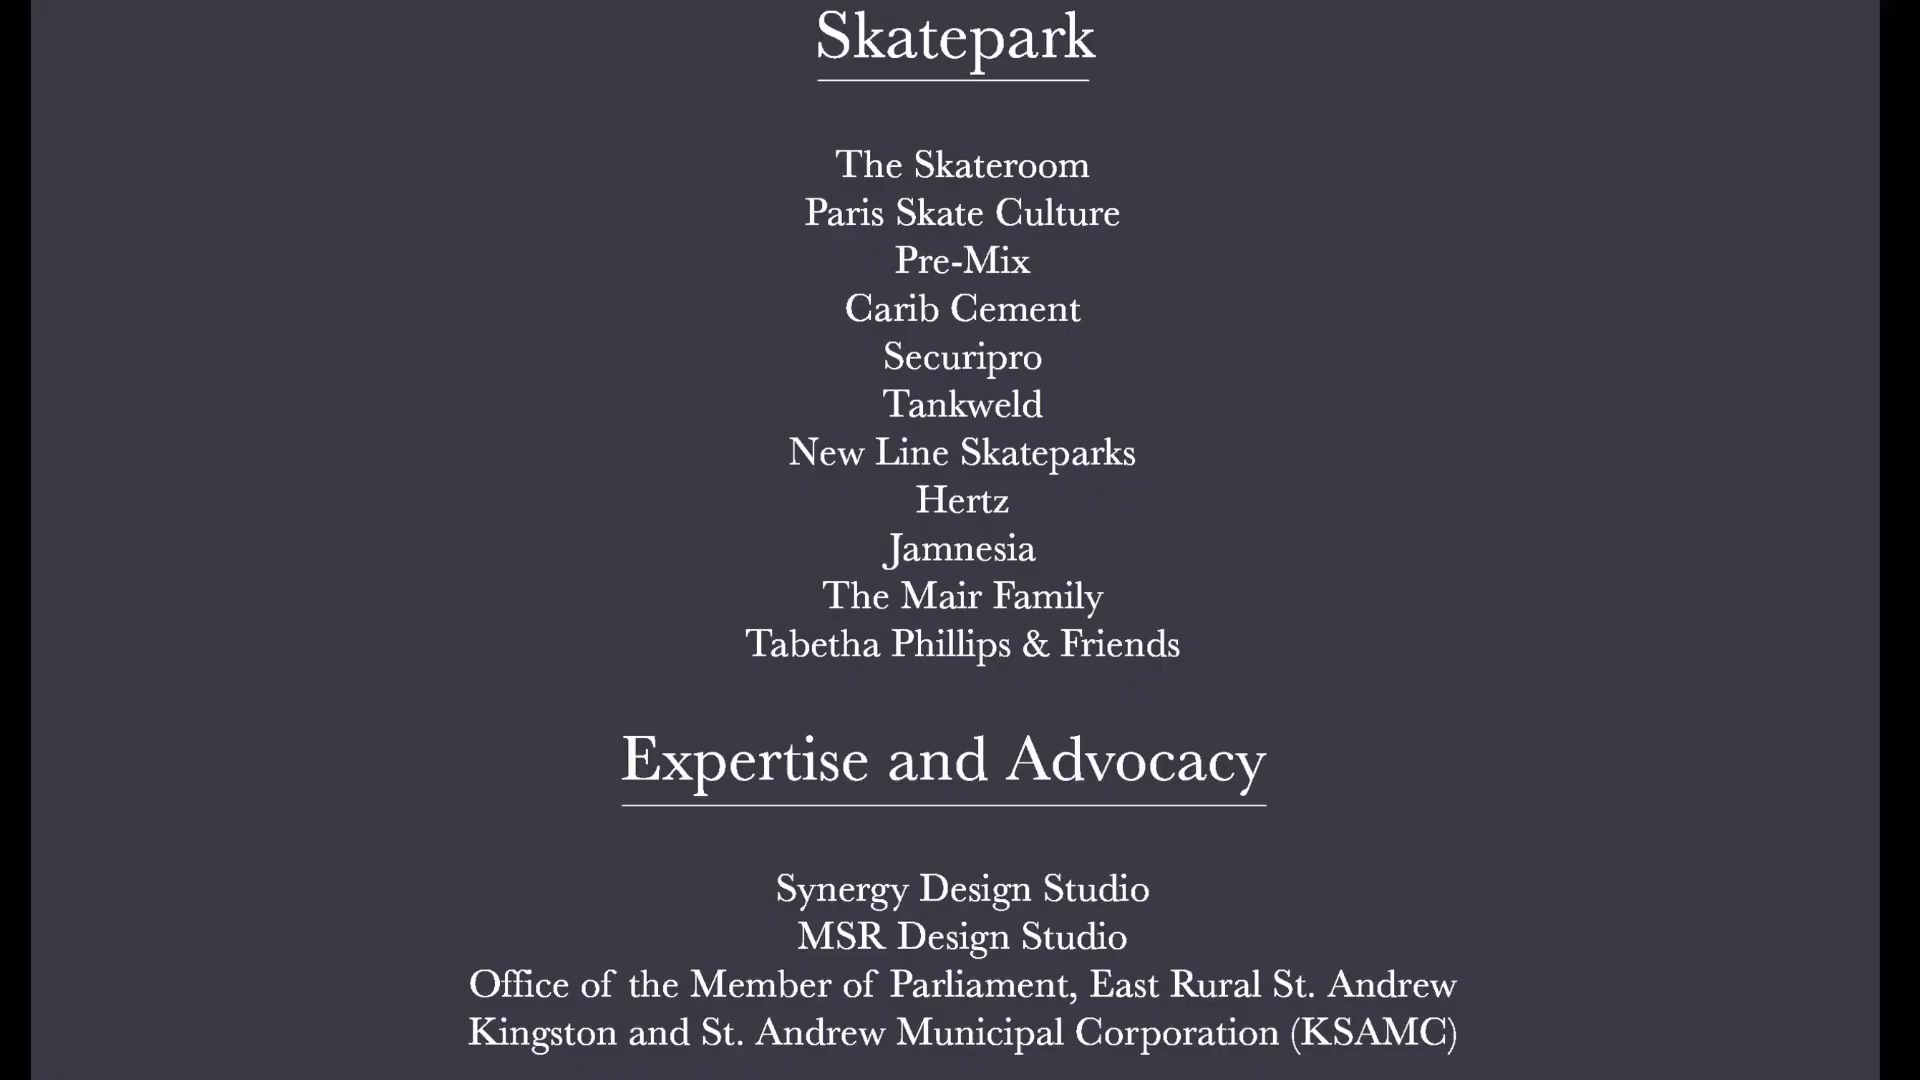 Skatepark
The Skateroom
Paris Skate Culture
Pre-Mix
Carib Cement
Securipro
Tankweld
New Line Skateparks
Hertz
Jamnesia
The Mair Family
Tabetha Phillips & Friends
Expertise and Advocacy
Synergy Design Studio
MSR Design Studio
Office of the Member of Parliament, East Rural St. Andrew
Kingston and St. Andrew Municipal Corporation (KSAMC)